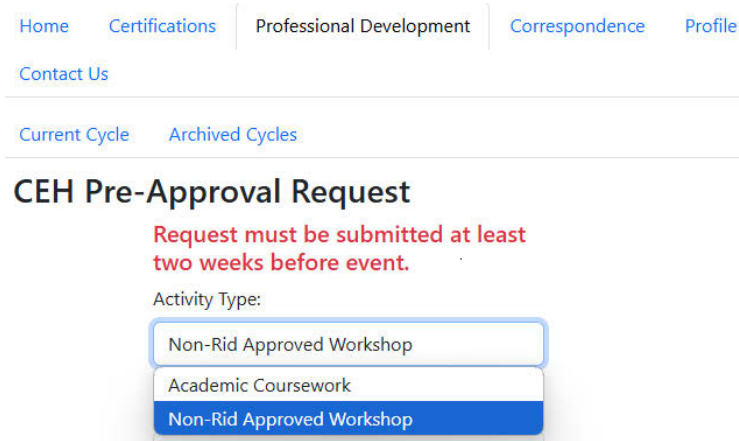 Home Certifications Professional Development Correspondence Profile
Contact Us
Current Cycle Archived Cycles
CEH Pre-Approval Request
Request must be submitted at least
two weeks before event.
Activity Type:
Non-Rid Approved Workshop
Academic Coursework
Non-Rid Approved Workshop